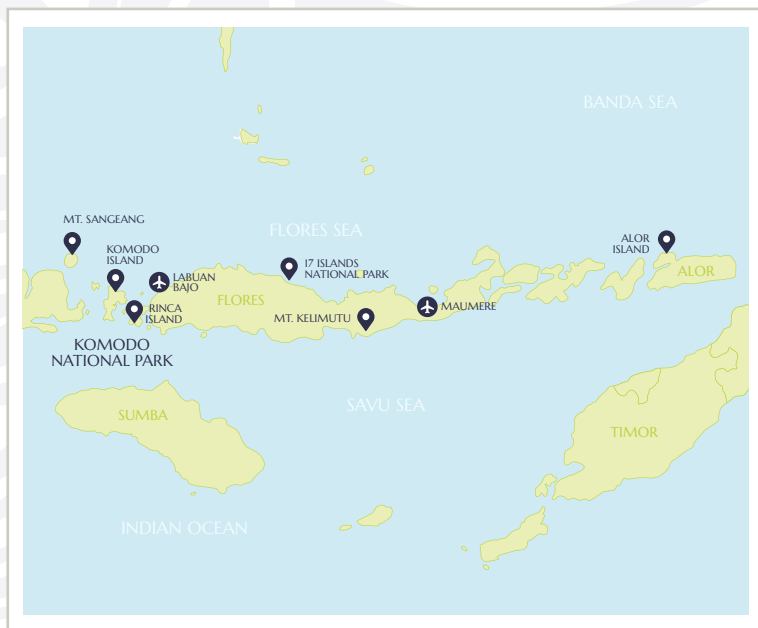 BANDA SEA
MT. SANGEANG
FLORES SEA
KOMODO
ISLAND
ALOR
ISLAND
17 ISLANDS
NATIONAL PARK
ALOR
LABUAN
BAJO
FLORES
RINCA
ISLAND
MT. KELIMUTU
MAUMERE
KOMODO
NATIONAL PARK
SAVU SEA
SUMBA
TIMOR
INDIAN OCEAN